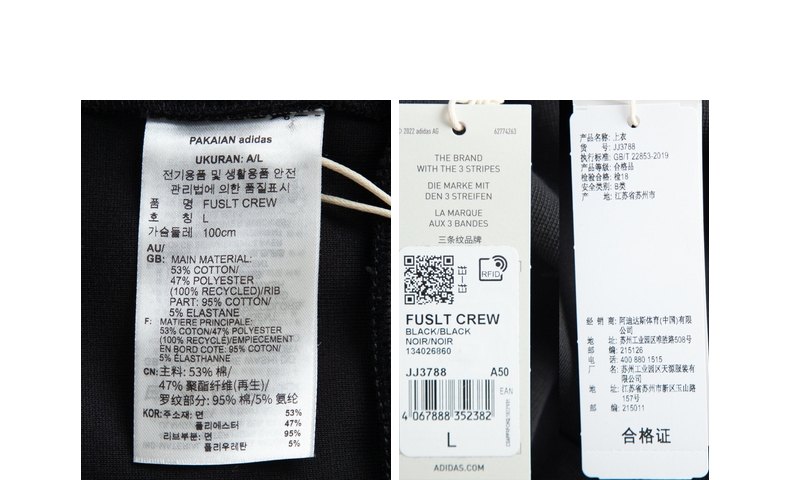 PAKAIAN adidas
UKURAN: A/L
전기용품 및 생활용품 안전
관리법에 의한 품질표시
품 명 FUSLT CREW
호 칭 L
가슴둘레 100cm
AU/
GB: MAIN MATERIAL:
53% COTTON/
47% POLYESTER
(100% RECYCLED)/RIB
PART: 95% COTTON/
5% ELASTANE
F: MATIERE PRINCIPALE:
53% COTON/47% POLYESTER
(100% RECYCLE)/EMPIECEMENT
EN BORD COTE. 95% COTON/
5% ELASTHANNE
CN: 主料: 53% 棉/
47% 聚酯纤维(再生)/
罗纹部分: 95% 棉/5% 氨纶
KOR: 주소재: 면 53%
폴리에스터 47%
리브부분: 면 95%
폴리우레탄 5%
© 2022 adidas AG 62774263
THE BRAND
WITH THE 3 STRIPES
DIE MARKE MIT
DEN 3 STREIFEN
LA MARQUE
AUX 3 BANDES
三条纹品牌
RFID
FUSLT CREW
BLACK/BLACK
NOIR/NOIR
134026860
JJ3788 A50
EAN
4 067888 352382
L
ADIDAS.COM
产品名称: 上衣
货 号: JJ3788
执行标准: GB/T 22853-2019
产品等级: 合格品
检验合格: 检18
安全类别: B类
产 地: 江苏省苏州市
经 销 商: 阿迪达斯体育(中国)有限
公司
地 址: 苏州工业园区唯胜路508号
邮 编: 215126
电 话: 400 880 1515
厂 名: 苏州工业园区天源服装有
限公司
地 址: 江苏省苏州市新区玉山路
157号
邮 编: 215011
合格证